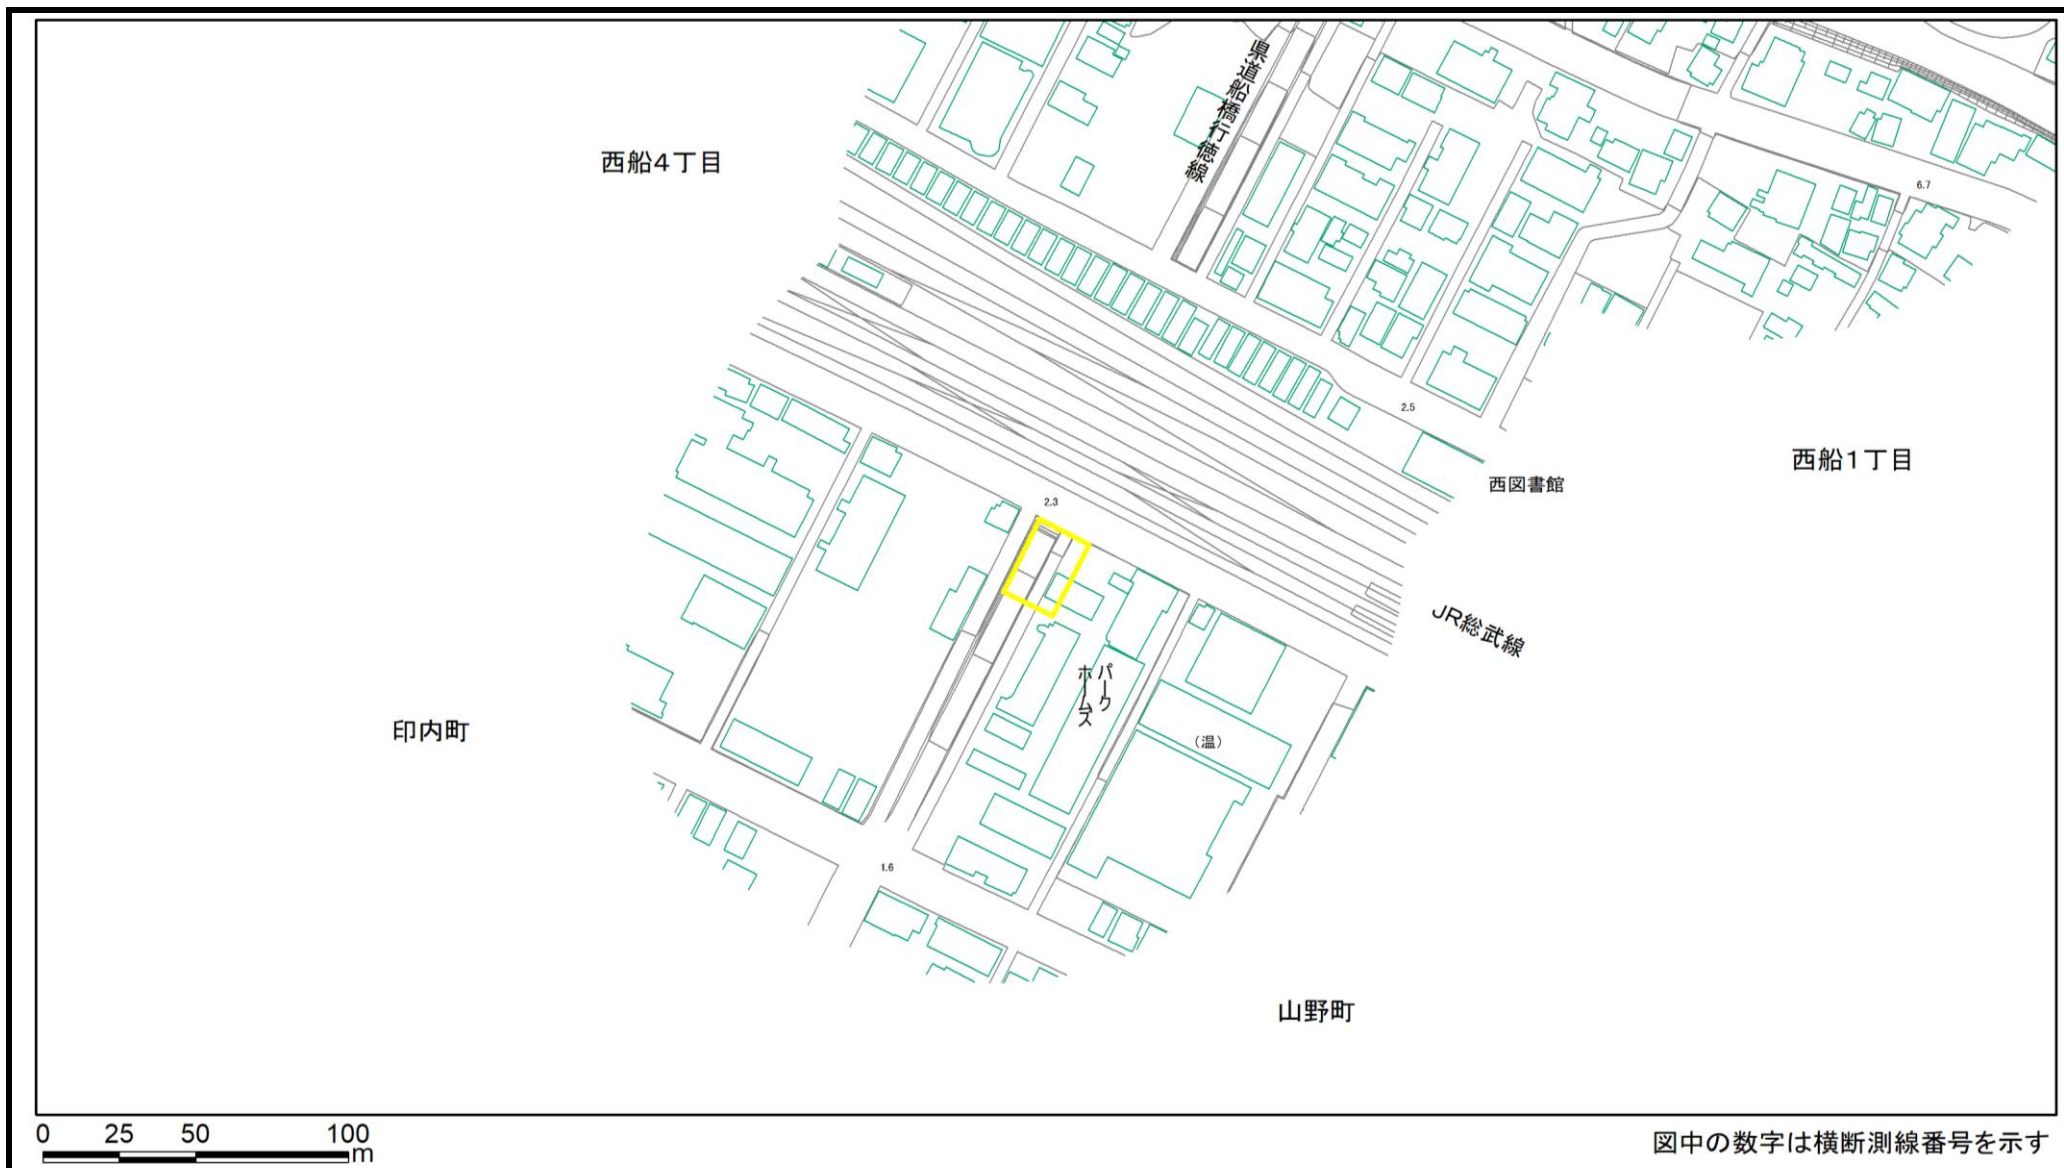 県道船橋行徳線
西船4丁目
6.7
2.5
西船1丁目
西図書館
2.3
JR総武線
パーク
ホームズ
（温）
印内町
1.6
山野町
0 25 50 100
m
図中の数字は横断測線番号を示す